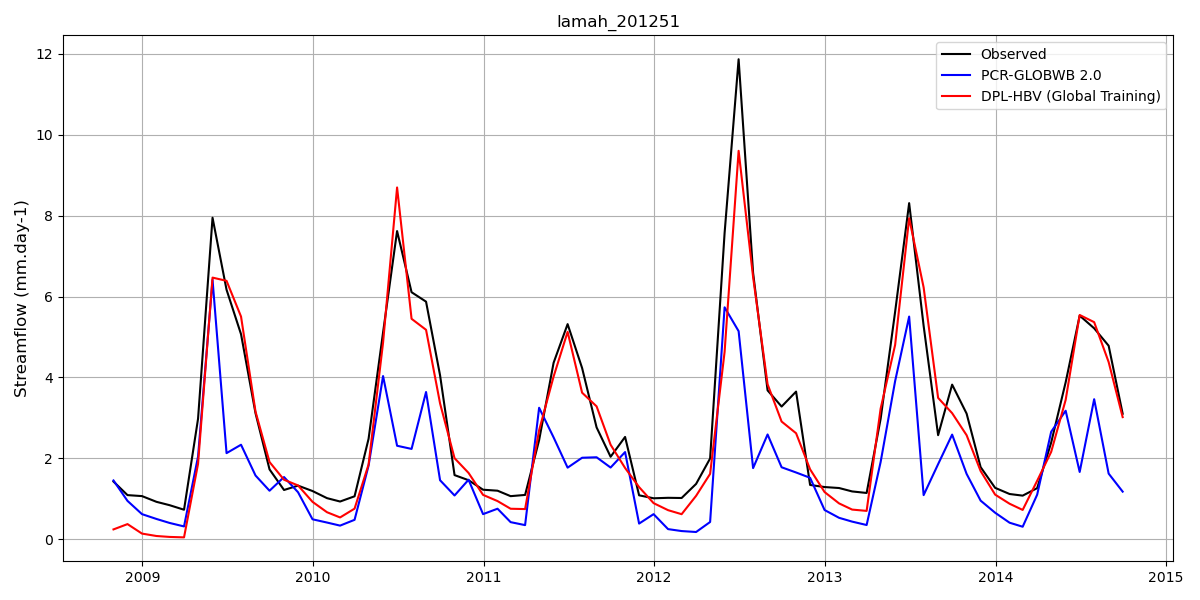 lamah_201251
Streamflow (mm.day-1)
12
10
8
6
4
2
0
Observed
PCR-GLOBWB 2.0
DPL-HBV (Global Training)
2009 2010 2011 2012 2013 2014 2015